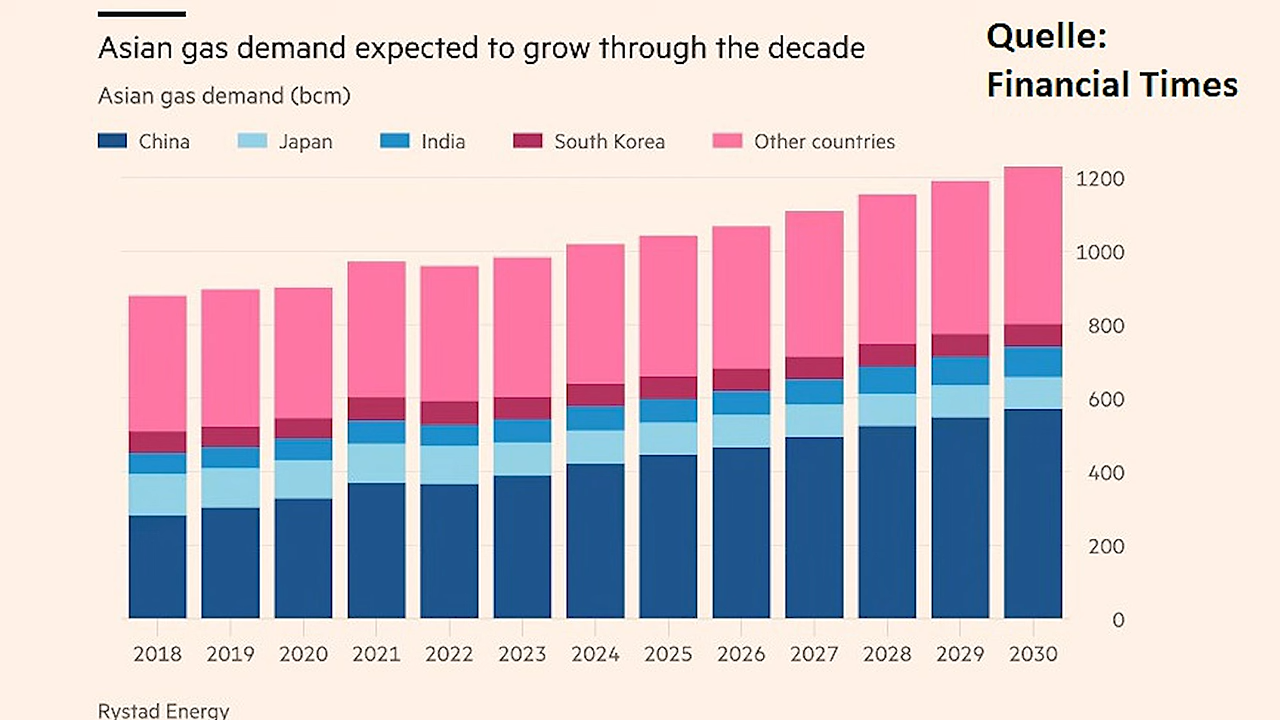 Asian gas demand expected to grow through the decade
Quelle:
Financial Times
Asian gas demand (bcm)
China Japan India South Korea Other countries
1200
1000
800
600
400
200
0
2018 2019 2020 2021 2022 2023 2024 2025 2026 2027 2028 2029 2030
Rystad Energy